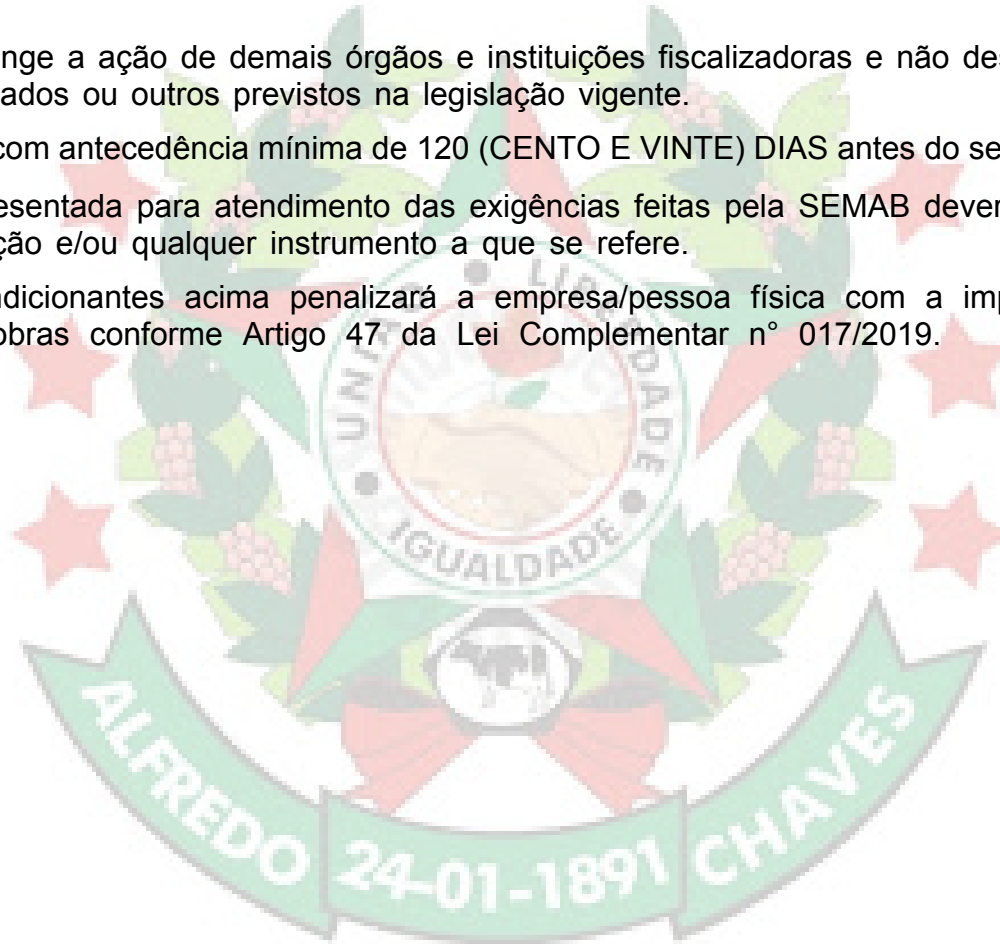 nge a ação de demais órgãos e instituições fiscalizadoras e não des
ados ou outros previstos na legislação vigente.
com antecedência mínima de 120 (CENTO E VINTE) DIAS antes do se
esentada para atendimento das exigências feitas pela SEMAB dever
ção e/ou qualquer instrumento a que se refere.
ndicionantes acima penalizará a empresa/pessoa física com a imp
obras conforme Artigo 47 da Lei Complementar n° 017/2019.
UNIÃO LIBERDADE
IGUALDADE
ALFREDO 24-01-1891 CHAVES